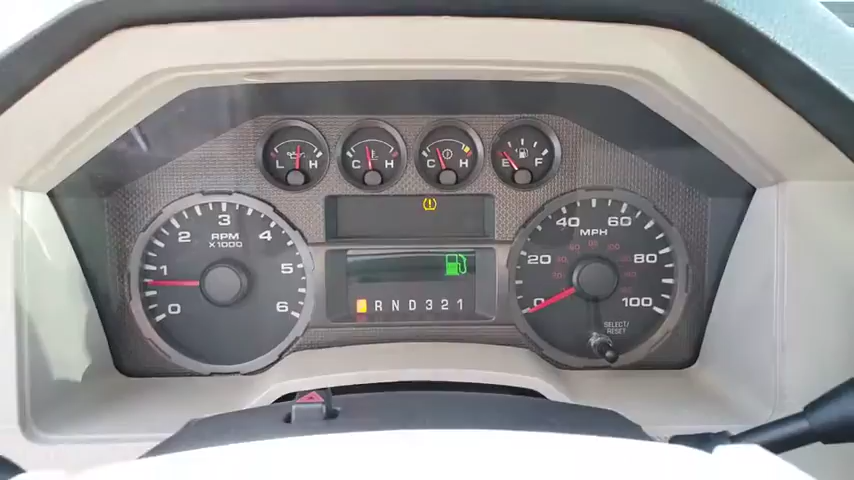 L H
C H
C H
E F
0 1 2 3 4 5 6
RPM
X1000
R N D 3 2 1
0 20 40 60 80 100
MPH
SELECT/
RESET